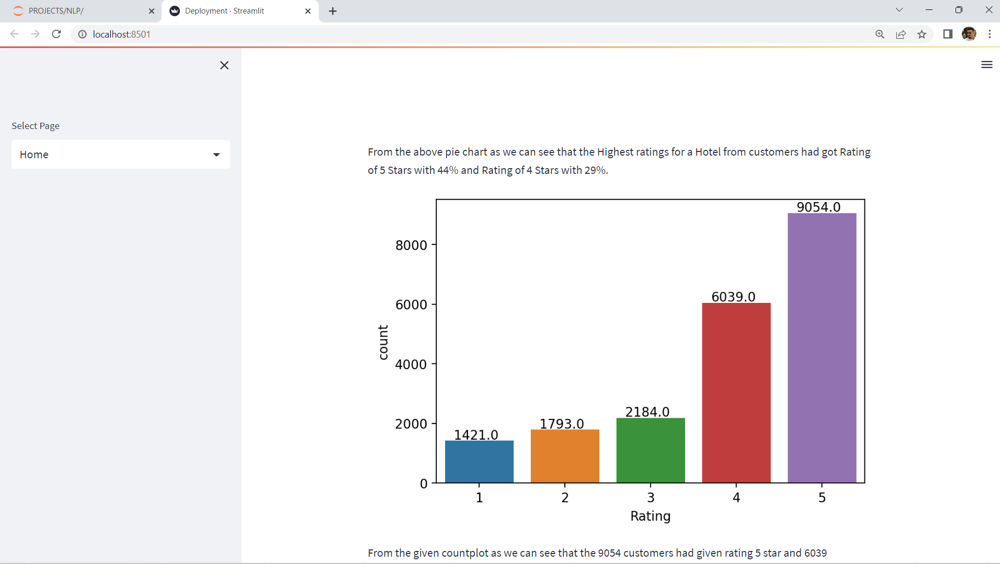 PROJECTS/NLP/
Deployment · Streamlit
localhost:8501
Select Page
Home
From the above pie chart as we can see that the Highest ratings for a Hotel from customers had got Rating
of 5 Stars with 44% and Rating of 4 Stars with 29%.
9054.0
8000
6039.0
6000
count
4000
2184.0
2000
1793.0
1421.0
0
1 2 3 4 5
Rating
From the given countplot as we can see that the 9054 customers had given rating 5 star and 6039